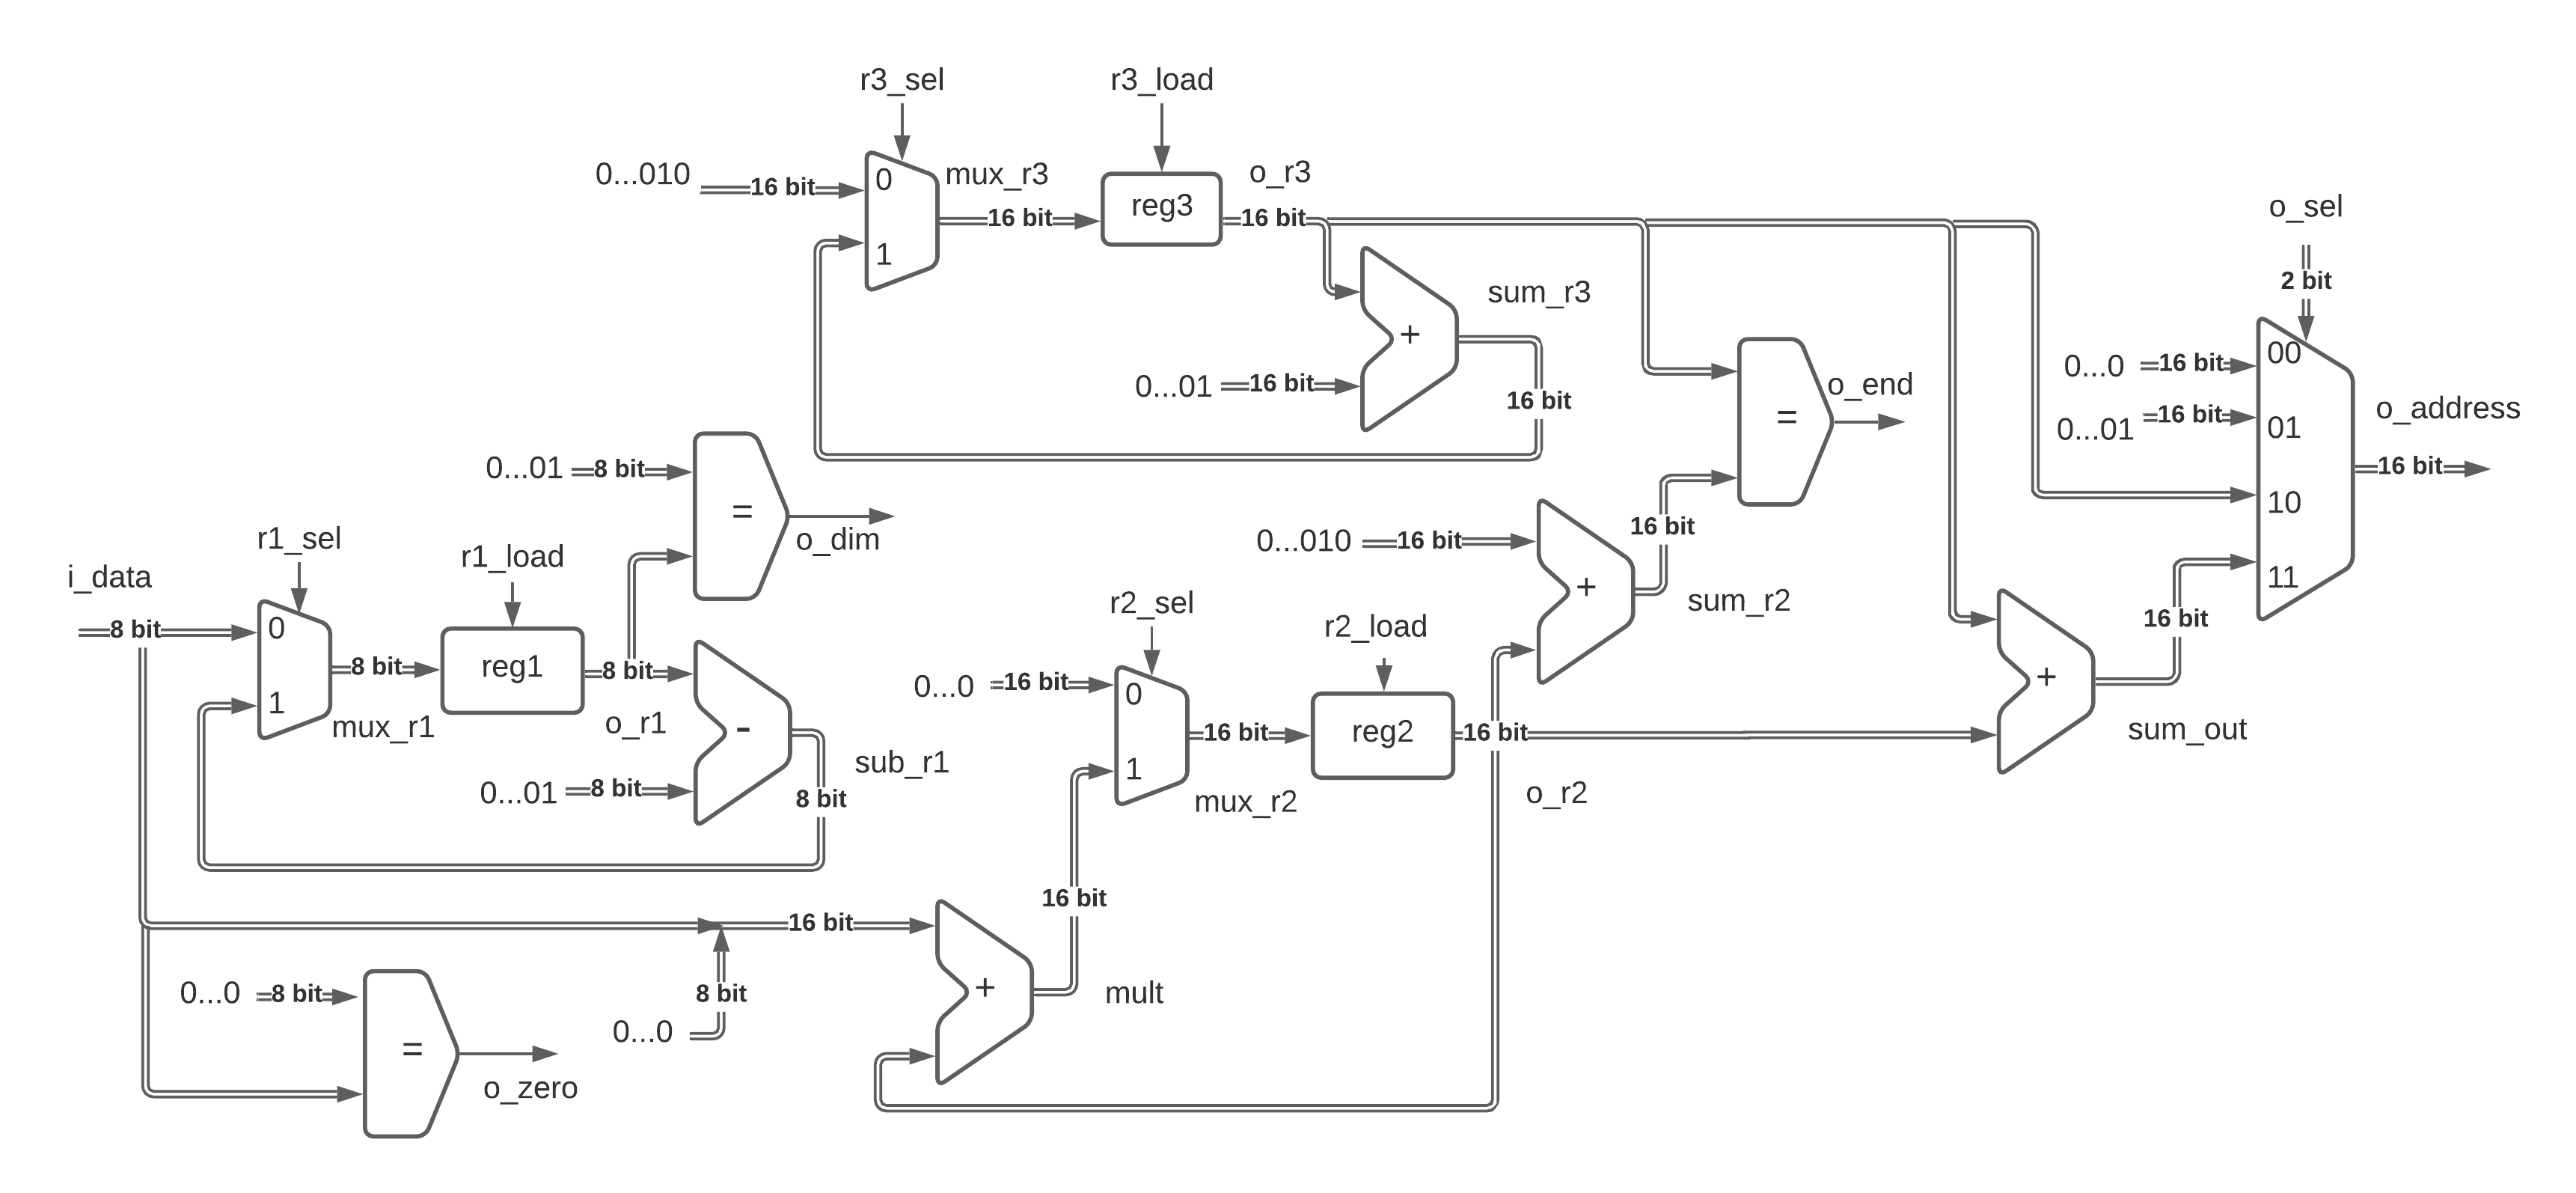 r3_sel
r3_load
0...010
16 bit
0
1
mux_r3
16 bit
reg3
o_r3
16 bit
sum_r3
+
0...01
16 bit
16 bit
=
o_end
o_sel
2 bit
0...0
16 bit
00
0...01
16 bit
01
10
11
o_address
16 bit
0...01
8 bit
=
o_dim
i_data
8 bit
r1_sel
0
1
mux_r1
8 bit
r1_load
reg1
8 bit
o_r1
-
sub_r1
0...01
8 bit
8 bit
0...010
16 bit
+
sum_r2
16 bit
r2_sel
0...0
16 bit
0
1
mux_r2
16 bit
r2_load
reg2
16 bit
o_r2
+
sum_out
16 bit
16 bit
16 bit
+
mult
0...0
8 bit
=
o_zero
8 bit
0...0